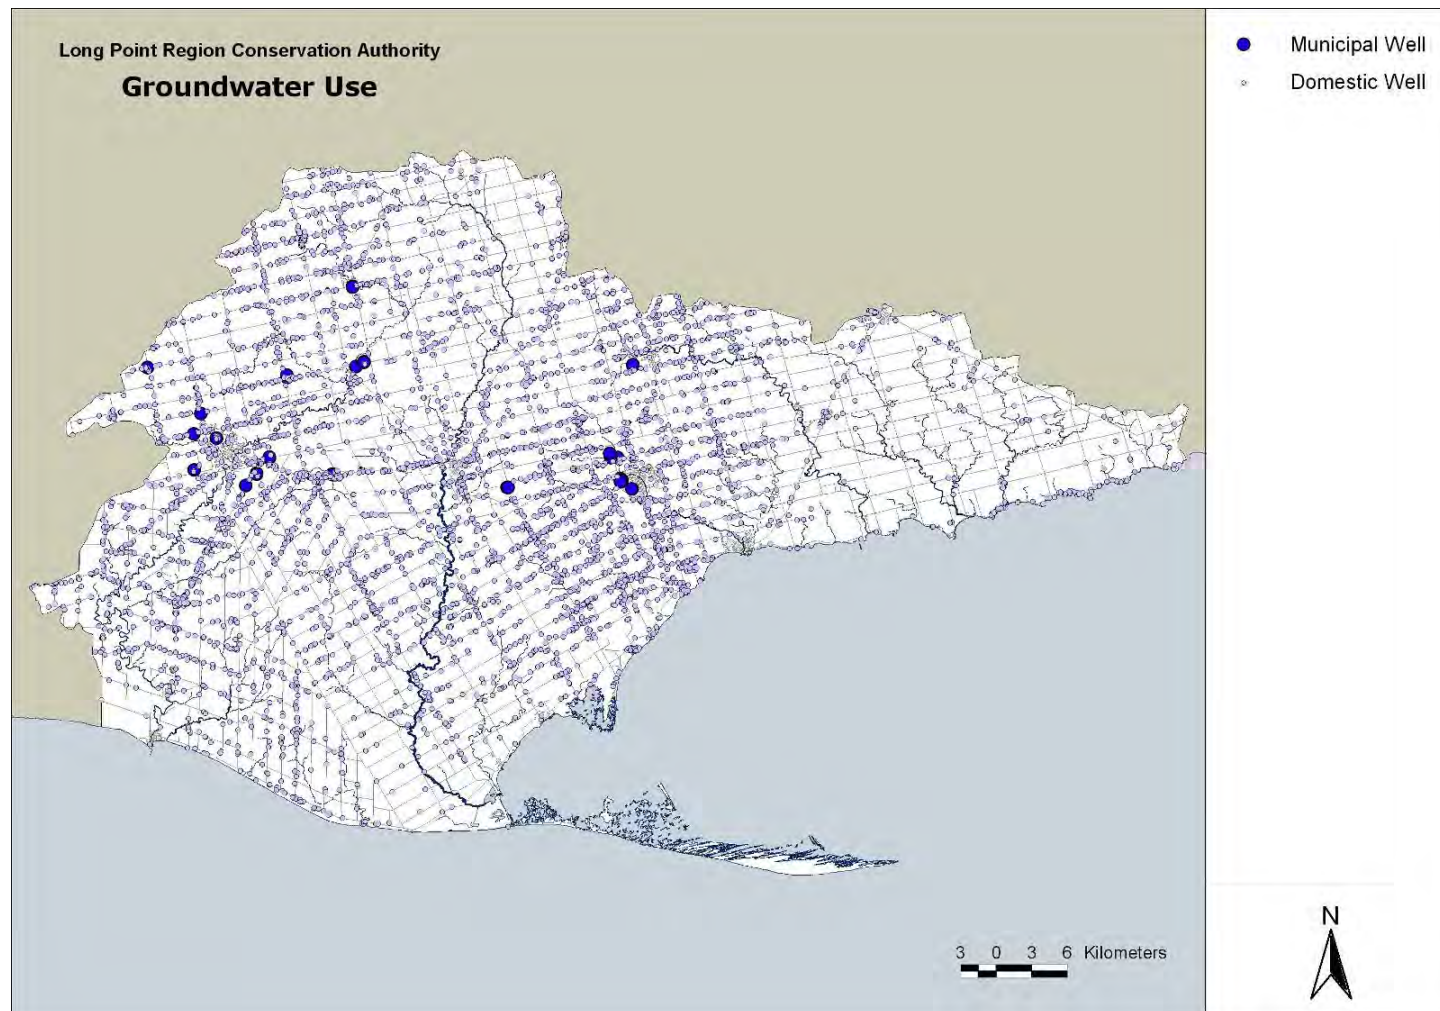 Long Point Region Conservation Authority
Groundwater Use
Municipal Well
Domestic Well
3 0 3 6 Kilometers
N